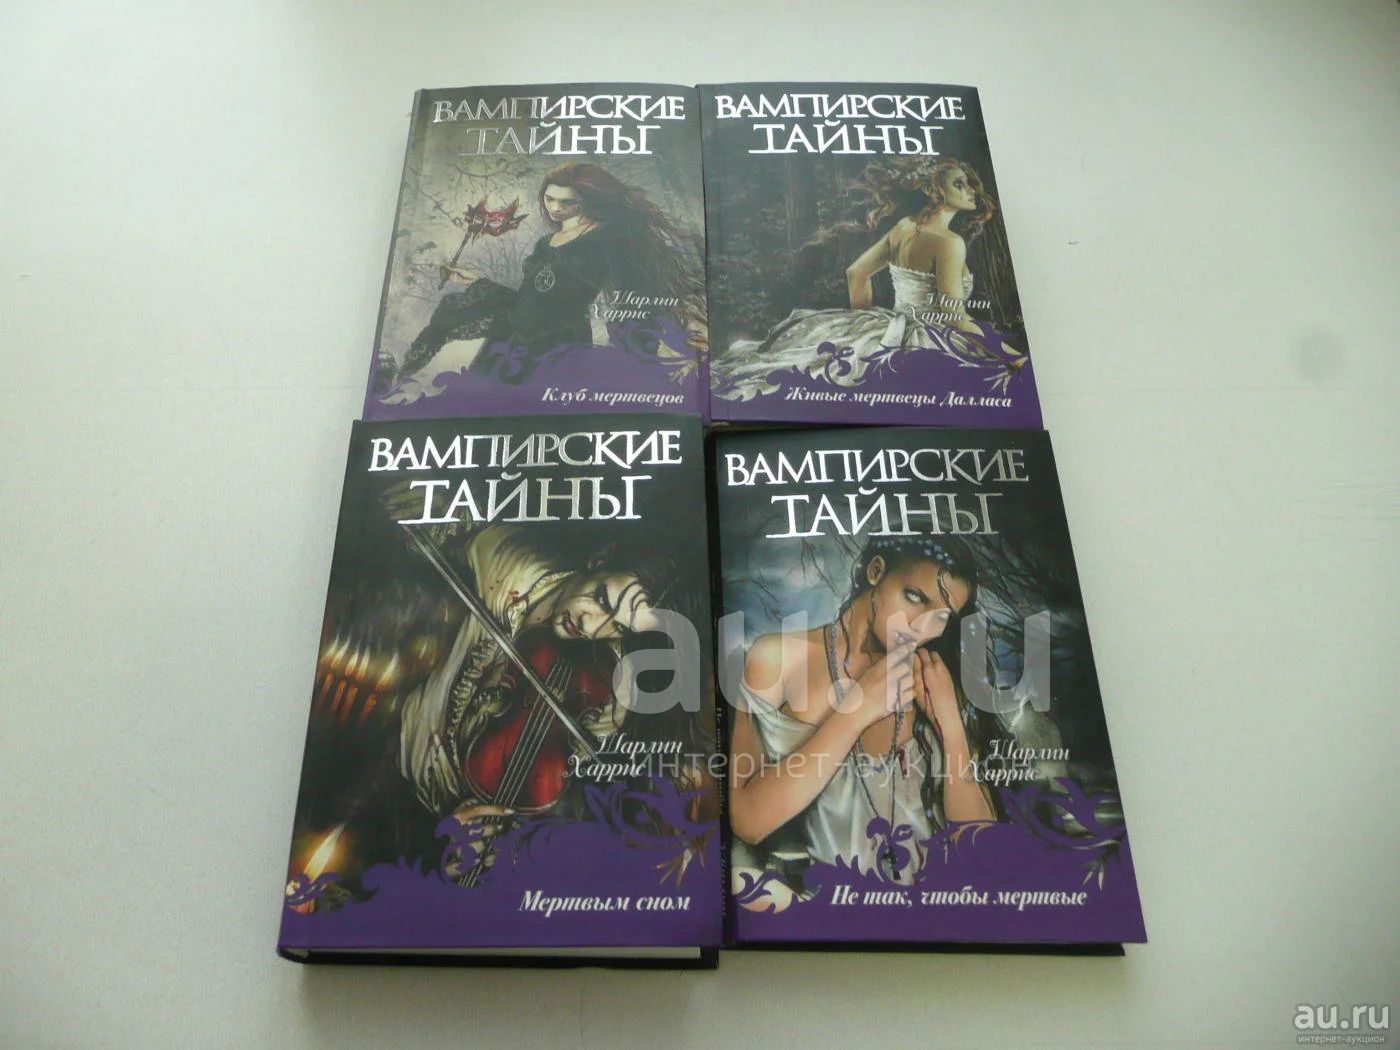 ВАМПИРСКИЕ
ТАЙНЫ
Шарлин
Харрис
Клуб мертвецов
ВАМПИРСКИЕ
ТАЙНЫ
Шарлин
Харрис
Живые мертвецы Далласа
ВАМПИРСКИЕ
ТАЙНЫ
Шарлин
Харрис
Мертвым сном
ВАМПИРСКИЕ
ТАЙНЫ
Шарлин
Харрис
Не так, чтобы мертвые
au.ru
интернет-аукцион
au.ru
интернет-аукцион